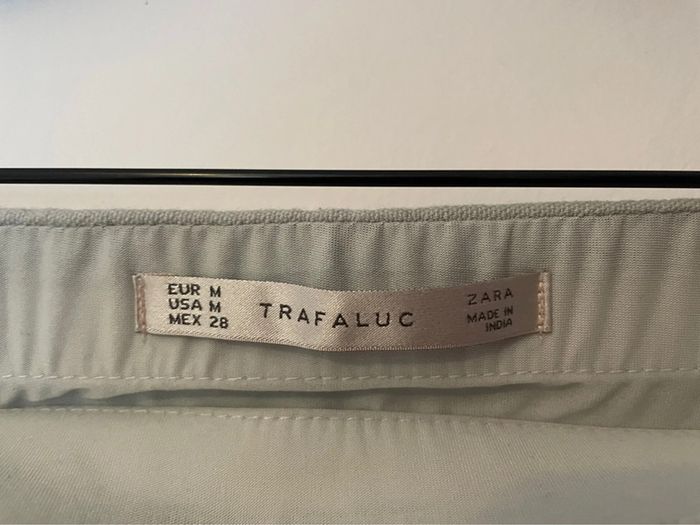 EUR M
USA M
MEX 28
TRAFALUC
ZARA
MADE IN
INDIA